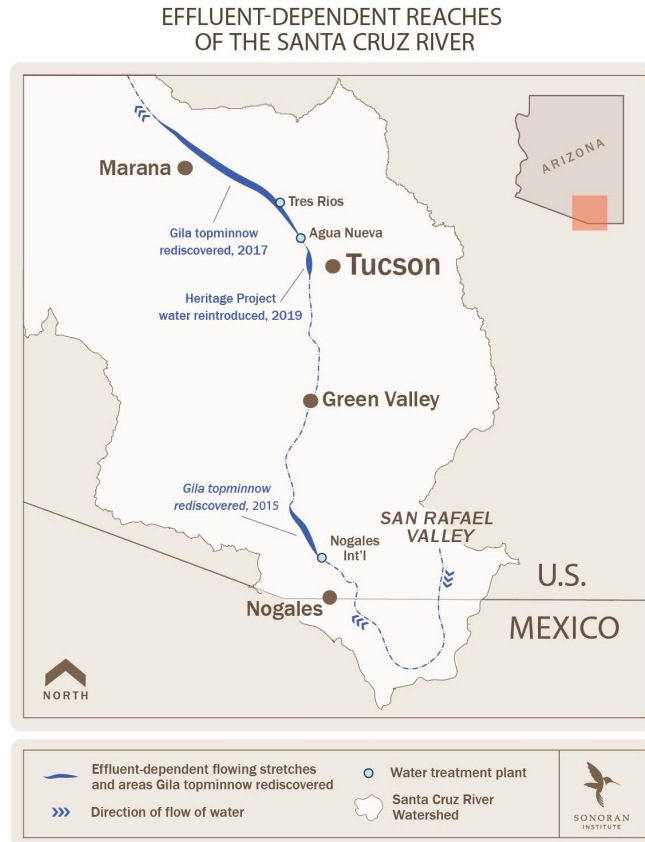 EFFLUENT-DEPENDENT REACHES
OF THE SANTA CRUZ RIVER
ARIZONA
Marana
Tres Rios
Gila topminnow
rediscovered, 2017
Agua Nueva
Tucson
Heritage Project
water reintroduced, 2019
Green Valley
Gila topminnow
rediscovered, 2015
SAN RAFAEL
VALLEY
Nogales
Int'l
U.S.
Nogales
MEXICO
NORTH
Effluent-dependent flowing stretches
and areas Gila topminnow rediscovered
Direction of flow of water
Water treatment plant
Santa Cruz River
Watershed
SONORAN
INSTITUTE